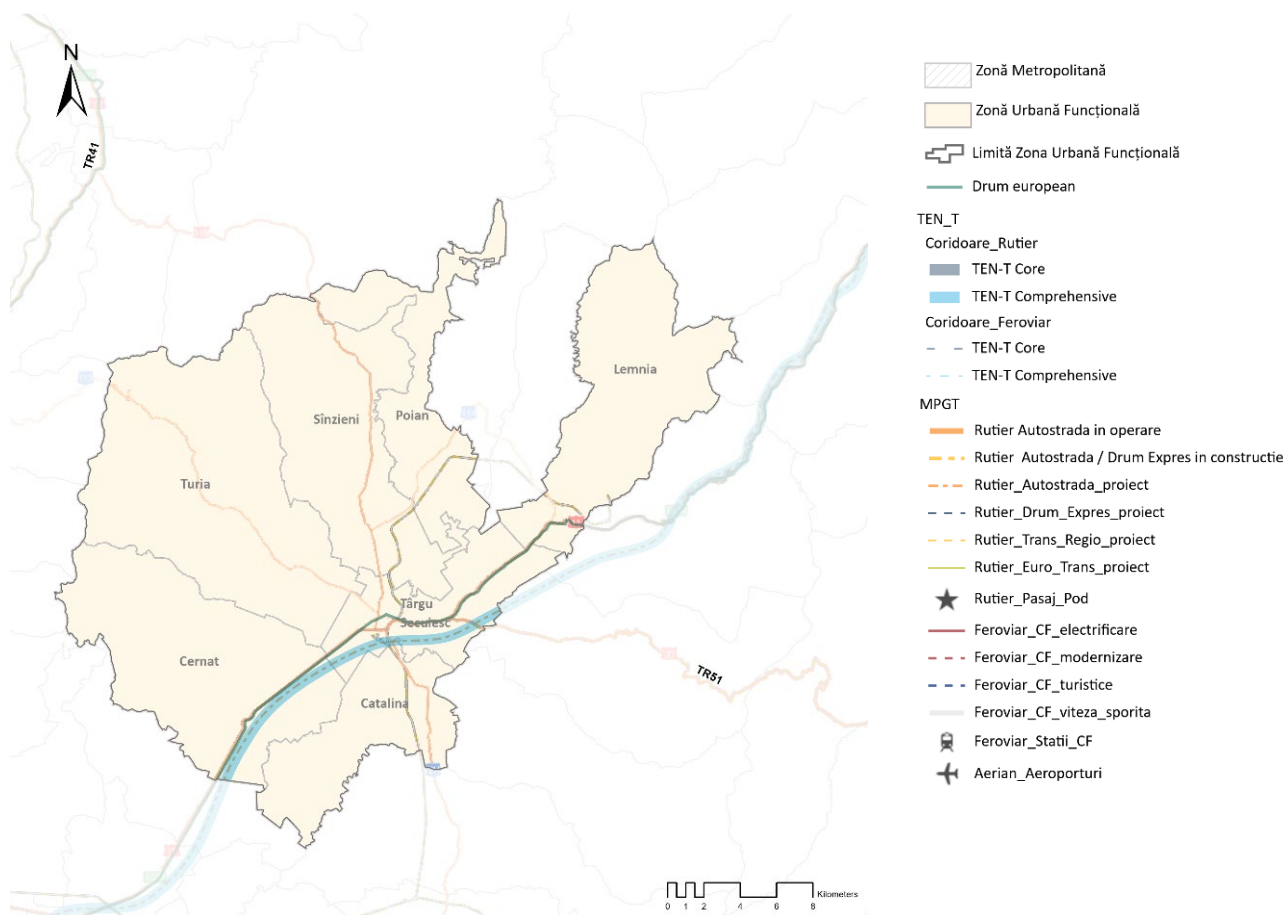 N
TR41
Lemnia
Sînzieni
Poian
Turia
Târgu
Secuiesc
Cernat
Catalina
TR51
Kilometers
0 1 2 4 6 8
Zonă Metropolitană
Zonă Urbană Funcțională
Limită Zona Urbană Funcțională
Drum european
TEN_T
Coridoare_Rutier
TEN-T Core
TEN-T Comprehensive
Coridoare_Feroviar
TEN-T Core
TEN-T Comprehensive
MPGT
Rutier Autostrada in operare
Rutier Autostrada / Drum Expres in constructie
Rutier_Autostrada_proiect
Rutier_Drum_Expres_proiect
Rutier_Trans_Regio_proiect
Rutier_Euro_Trans_proiect
Rutier_Pasaj_Pod
Feroviar_CF_electrificare
Feroviar_CF_modernizare
Feroviar_CF_turistice
Feroviar_CF_viteza_sporita
Feroviar_Statii_CF
Aerian_Aeroporturi